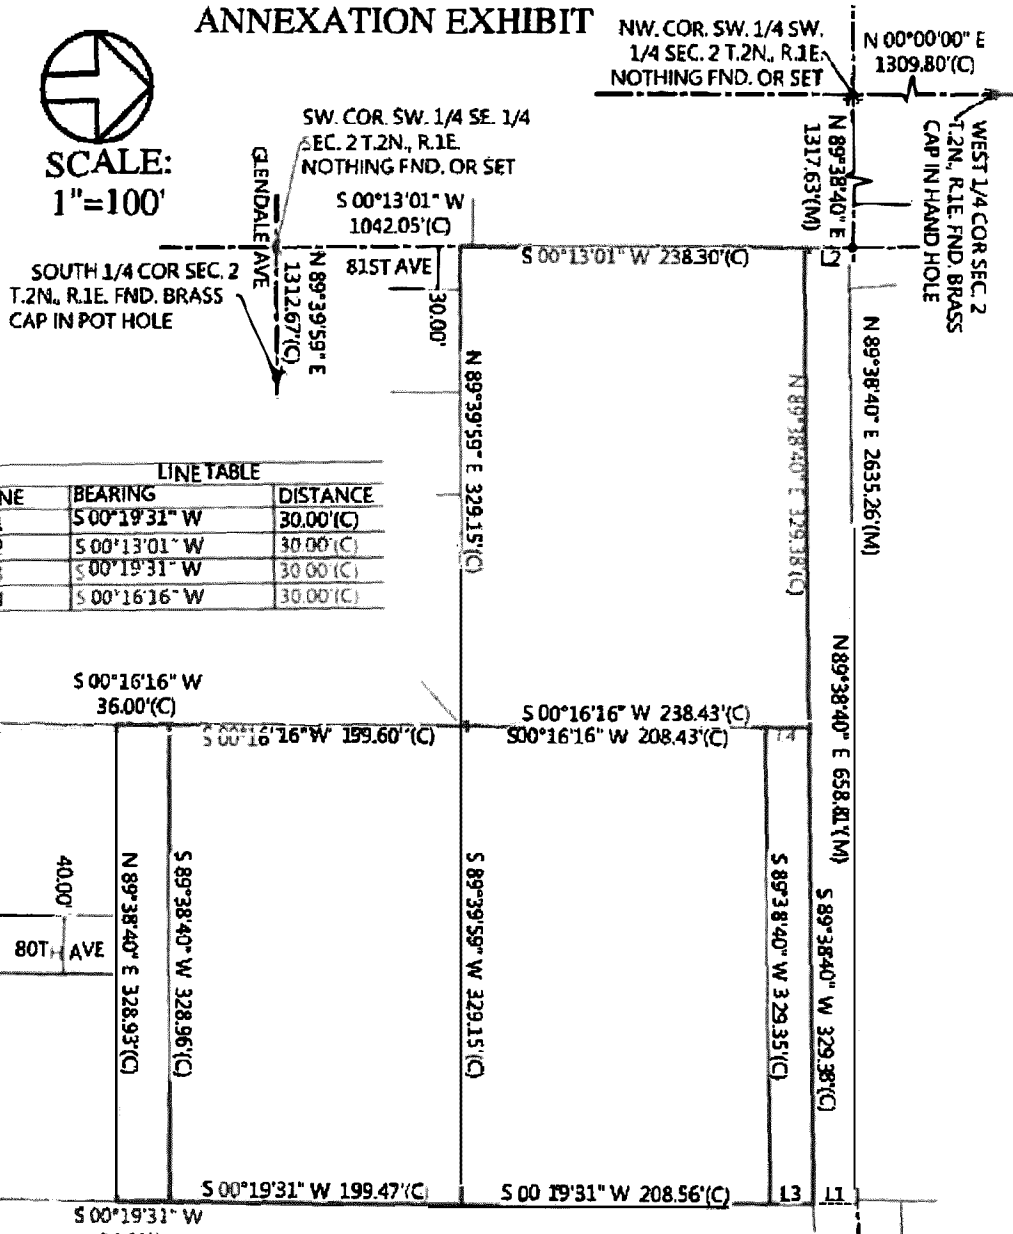 ANNEXATION EXHIBIT
SCALE:
1"=100'
NW. COR. SW. 1/4 SW.
1/4 SEC. 2 T.2N., R.1E.
NOTHING FND. OR SET
N 00°00'00" E
1309.80'(C)
SW. COR. SW. 1/4 SE. 1/4
SEC. 2 T.2N., R.1E.
NOTHING FND. OR SET
GLENDALE AVE
S 00°13'01" W
1042.05'(C)
N 89°38'40" E
1317.63'(M)
WEST 1/4 COR SEC. 2
T.2N., R.1E. FND. BRASS
CAP IN HAND HOLE
SOUTH 1/4 COR SEC. 2
T.2N., R.1E. FND. BRASS
CAP IN POT HOLE
N 89°39'59" E
1312.67'(C)
81ST AVE
30.00'
S 00°13'01" W 238.30'(C)
L2
N 89°39'59" E 329.15'(C)
N 89°38'40" E 329.38'(C)
N 89°38'40" E 2635.26'(M)
LINE TABLE
NE BEARING DISTANCE
S 00°19'31" W 30.00'(C)
S 00°13'01" W 30.00'(C)
S 00°19'31" W 30.00'(C)
S 00°16'16" W 30.00'(C)
S 00°16'16" W
36.00'(C)
S 00°16'16" W 199.60'(C)
S 00°16'16" W 238.43'(C)
S00°16'16" W 208.43'(C)
L4
N 89°38'40" E 658.81'(M)
40.00'
80TH AVE
N 89°38'40" E 328.93'(C)
S 89°38'40" W 328.96'(C)
S 89°39'59" W 329.15'(C)
S 89°38'40" W 329.35'(C)
S 89°38'40" W 329.38'(C)
S 00°19'31" W 199.47'(C)
S 00 19'31" W 208.56'(C)
L3
L1
S 00°19'31" W